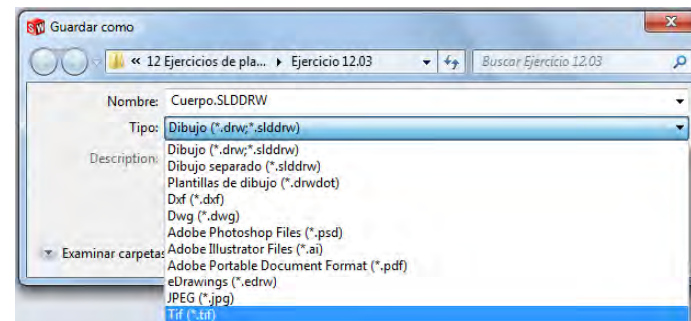 SW Guardar como
« 12 Ejercicios de pla... Ejercicio 12.03 Buscar Ejercicio 12.03
Nombre: Cuerpo.SLDDRW
Tipo: Dibujo (*.drw;*.slddrw)
Description:
Dibujo (*.drw;*.slddrw)
Dibujo separado (*.slddrw)
Plantillas de dibujo (*.drwdot)
Dxf (*.dxf)
Dwg (*.dwg)
Adobe Photoshop Files (*.psd)
Adobe Illustrator Files (*.ai)
Examinar carpetas
Adobe Portable Document Format (*.pdf)
eDrawings (*.edrw)
JPEG (*.jpg)
Tif (*.tif)